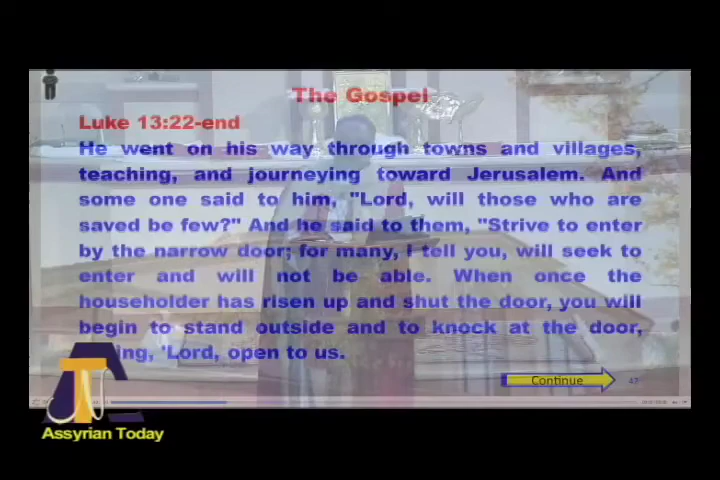 The Gospel
Luke 13:22-end
He went on his way through towns and villages,
teaching, and journeying toward Jerusalem. And
some one said to him, "Lord, will those who are
saved be few?" And he said to them, "Strive to enter
by the narrow door; for many, I tell you, will seek to
enter and will not be able. When once the
householder has risen up and shut the door, you will
begin to stand outside and to knock at the door,
ing, 'Lord, open to us.
Continue
Assyrian Today